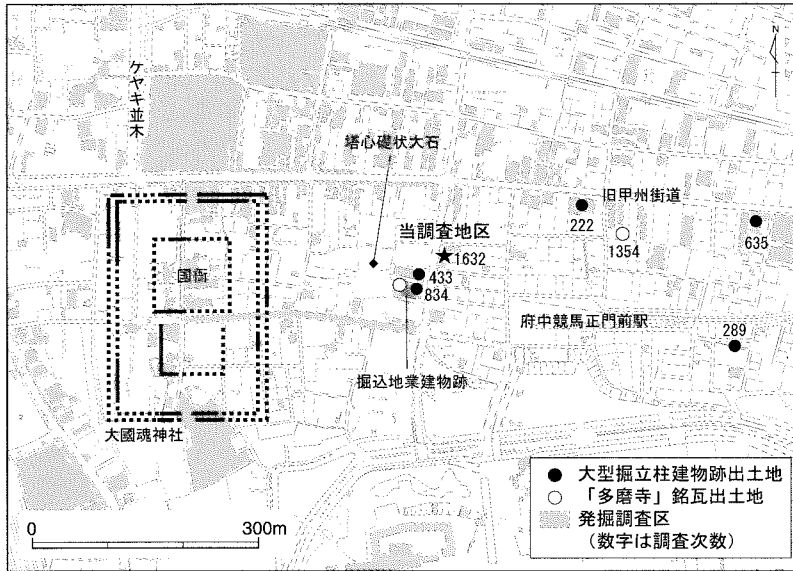 N
ケヤキ並木
塔心礎状大石
旧甲州街道
当調査地区
222
1354
635
1632
国衙
433
834
府中競馬正門前駅
289
掘込地業建物跡
大國魂神社
● 大型掘立柱建物跡出土地
○ 「多磨寺」銘瓦出土地
発掘調査区
(数字は調査次数)
0 300m